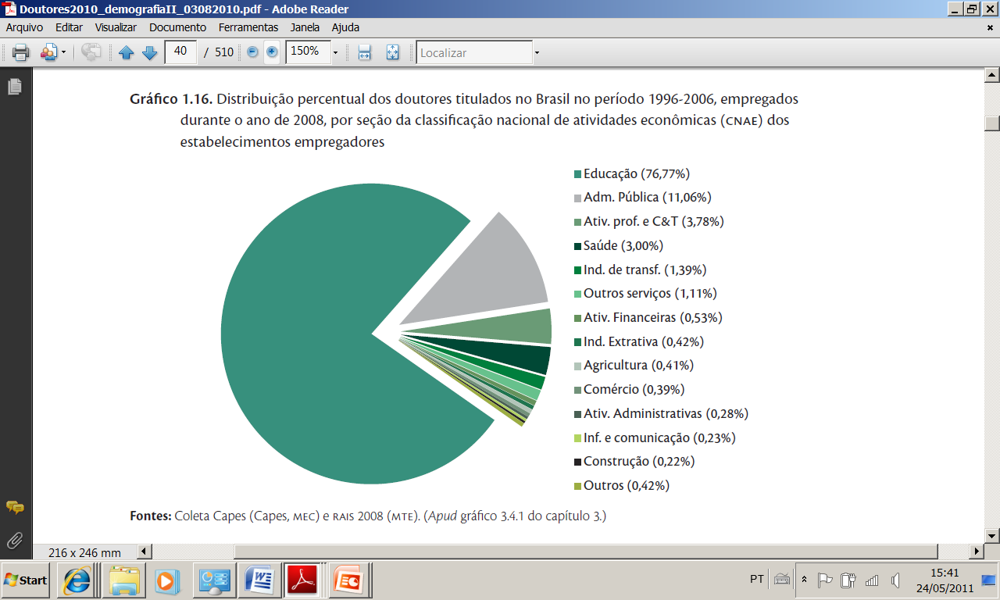 Doutores2010_demografiaII_03082010.pdf - Adobe Reader
Arquivo Editar Visualizar Documento Ferramentas Janela Ajuda
40 / 510 150% Localizar
Gráfico 1.16. Distribuição percentual dos doutores titulados no Brasil no período 1996-2006, empregados
durante o ano de 2008, por seção da classificação nacional de atividades econômicas (CNAE) dos
estabelecimentos empregadores
Educação (76,77%)
Adm. Pública (11,06%)
Ativ. prof. e C&T (3,78%)
Saúde (3,00%)
Ind. de transf. (1,39%)
Outros serviços (1,11%)
Ativ. Financeiras (0,53%)
Ind. Extrativa (0,42%)
Agricultura (0,41%)
Comércio (0,39%)
Ativ. Administrativas (0,28%)
Inf. e comunicação (0,23%)
Construção (0,22%)
Outros (0,42%)
Fontes: Coleta Capes (Capes, MEC) e RAIS 2008 (MTE). (Apud gráfico 3.4.1 do capítulo 3.)
216 x 246 mm
Start
PT
15:41
24/05/2011